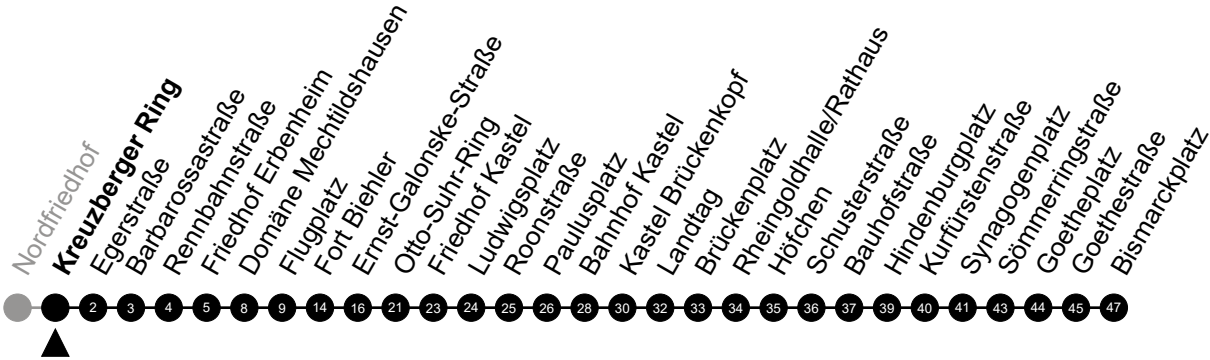 Nordfriedhof
Kreuzberger Ring
Egerstraße
Barbarossastraße
Rennbahnstraße
Friedhof Erbenheim
Domäne Mechtildshausen
Flugplatz
Fort Biehler
Ernst-Galonske-Straße
Otto-Suhr-Ring
Friedhof Kastel
Ludwigsplatz
Roonstraße
Paulusplatz
Bahnhof Kastel
Kastel Brückenkopf
Landtag
Brückenplatz
Rheingoldhalle/Rathaus
Höfchen
Schusterstraße
Bauhofstraße
Hindenburgplatz
Kurfürstenstraße
Synagogenplatz
Sömmerringstraße
Goetheplatz
Goethestraße
Bismarckplatz
2 3 4 5 8 9 14 16 21 23 24 25 26 28 30 32 33 34 35 36 37 39 40 41 43 44 45 47